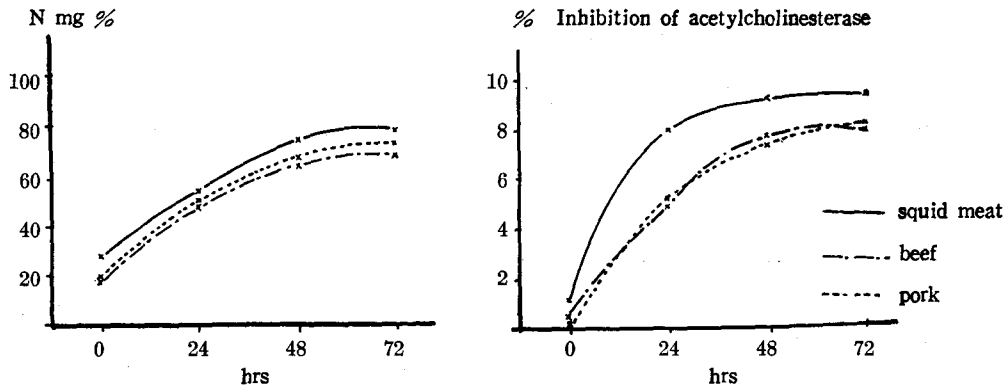 N mg %
100
80
60
40
20
0 24 48 72
hrs
% Inhibition of acetylcholinesterase
10
8
6
4
2
0 24 48 72
hrs
squid meat
beef
pork